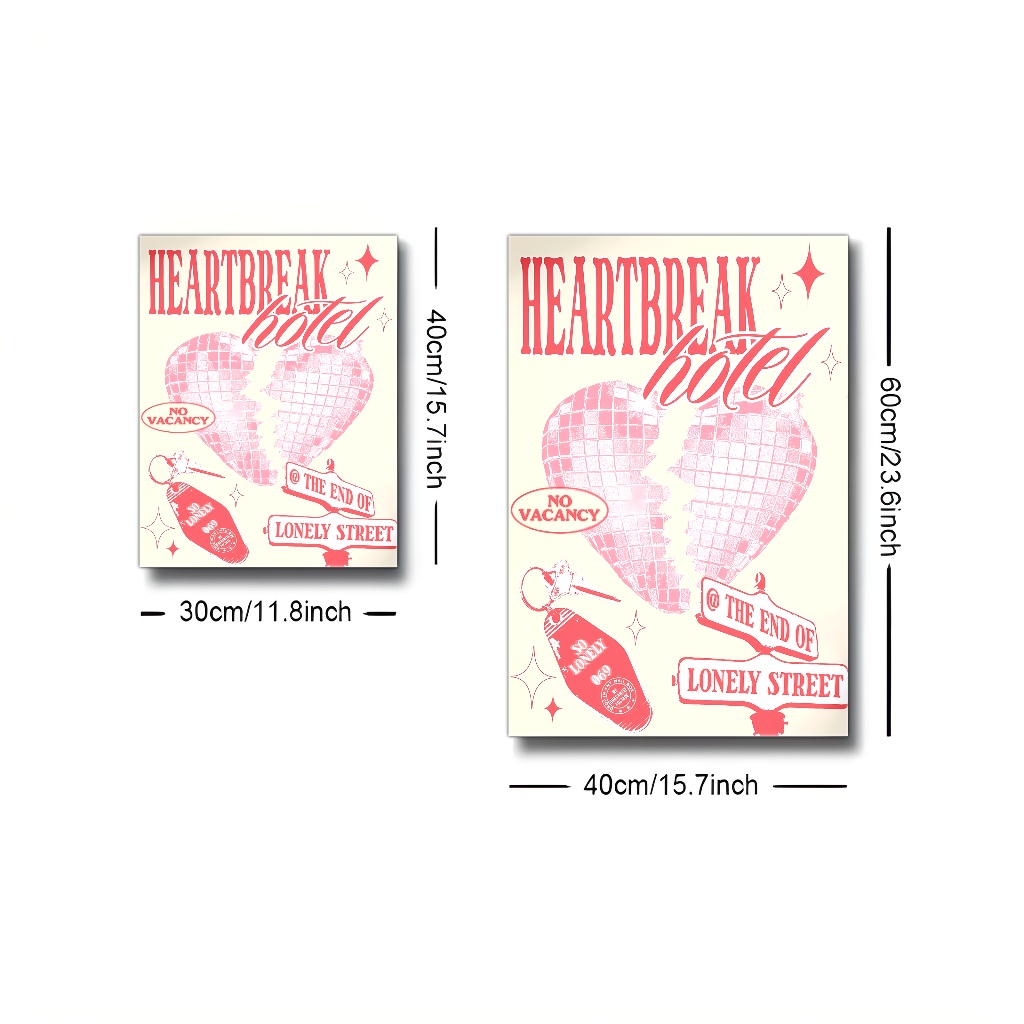 HEARTBREAK
hotel
NO
VACANCY
@ THE END OF
LONELY STREET
SO
LONELY
069
40cm/15.7inch
30cm/11.8inch
HEARTBREAK
hotel
NO
VACANCY
@ THE END OF
LONELY STREET
SO
LONELY
069
60cm/23.6inch
40cm/15.7inch